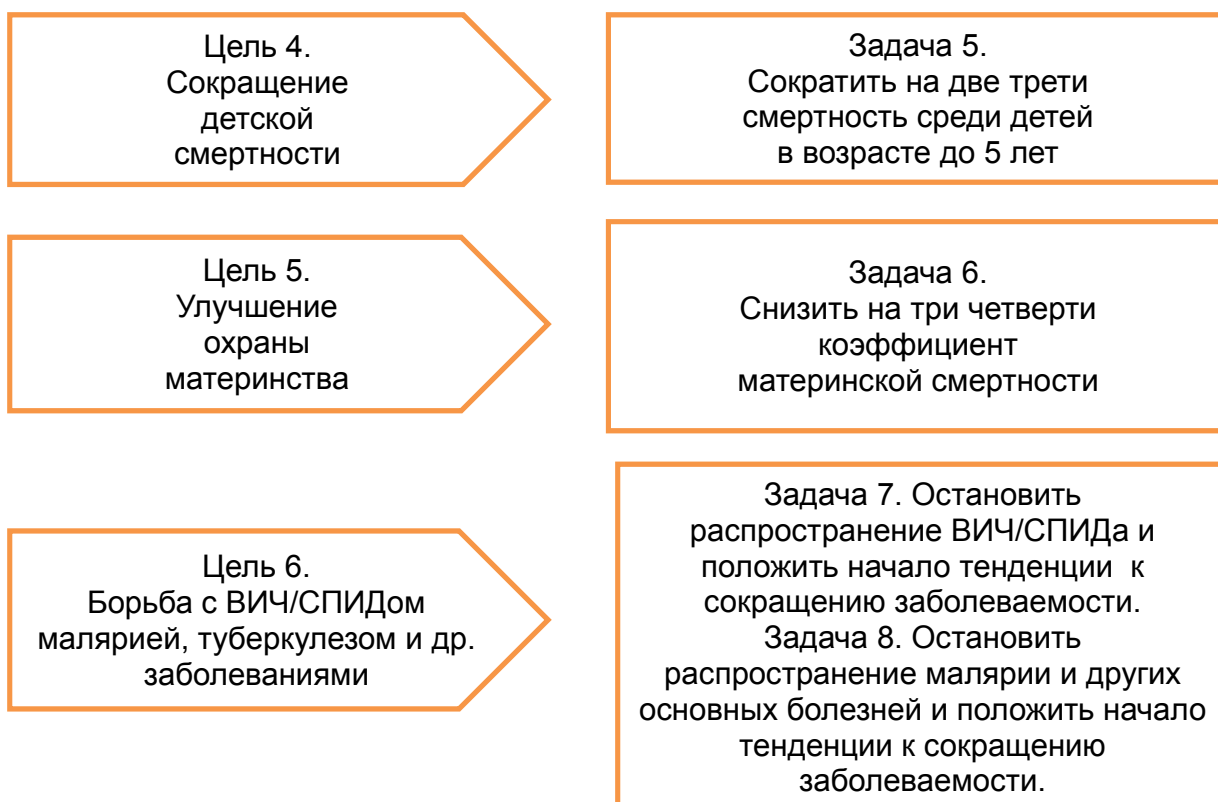 Цель 4.
Сокращение
детской
смертности
Задача 5.
Сократить на две трети
смертность среди детей
в возрасте до 5 лет
Цель 5.
Улучшение
охраны
материнства
Задача 6.
Снизить на три четверти
коэффициент
материнской смертности
Цель 6.
Борьба с ВИЧ/СПИДом
малярией, туберкулезом и др.
заболеваниями
Задача 7. Остановить
распространение ВИЧ/СПИДа и
положить начало тенденции к
сокращению заболеваемости.
Задача 8. Остановить
распространение малярии и других
основных болезней и положить начало
тенденции к сокращению
заболеваемости.